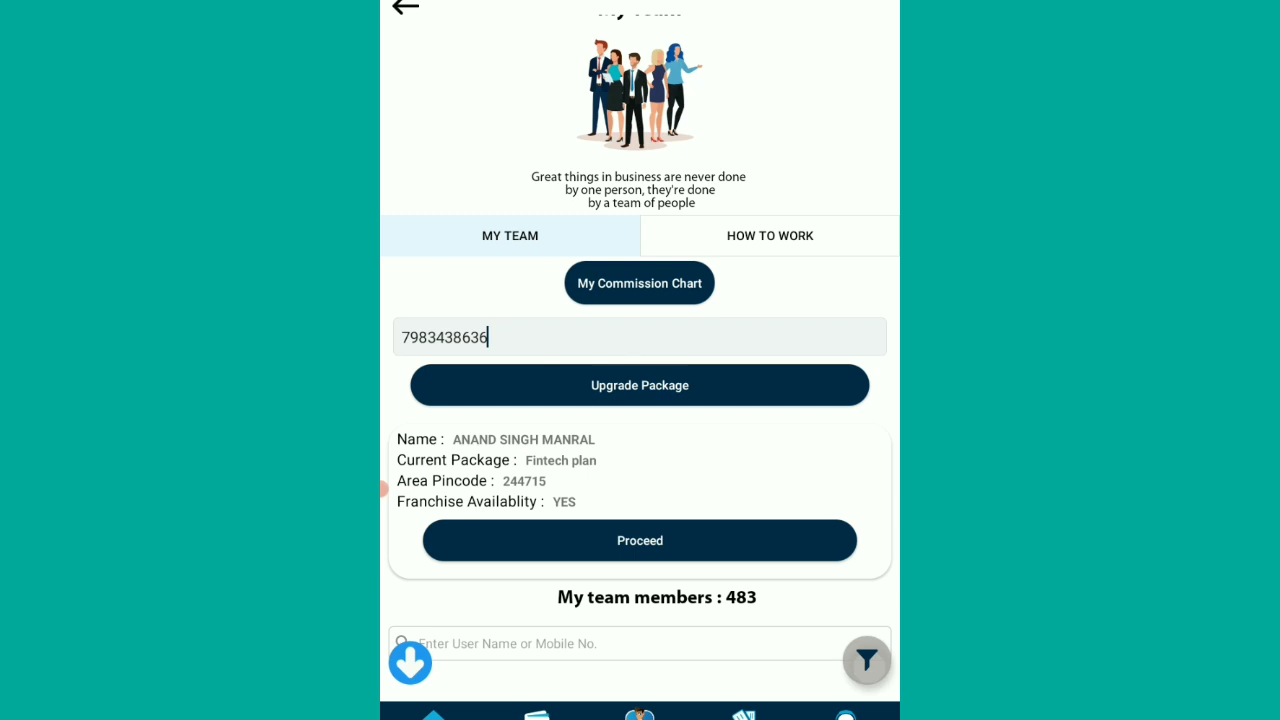 Great things in business are never done
by one person, they're done
by a team of people
MY TEAM
HOW TO WORK
My Commission Chart
7983438636
Upgrade Package
Name : ANAND SINGH MANRAL
Current Package : Fintech plan
Area Pincode : 244715
Franchise Availablity : YES
Proceed
My team members : 483
Enter User Name or Mobile No.